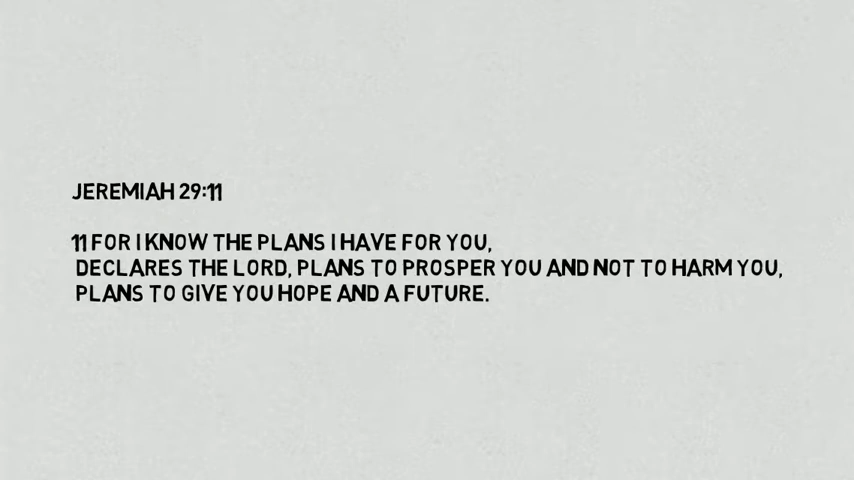 JEREMIAH 29:11
11 FOR I KNOW THE PLANS I HAVE FOR YOU,
DECLARES THE LORD, PLANS TO PROSPER YOU AND NOT TO HARM YOU,
PLANS TO GIVE YOU HOPE AND A FUTURE.